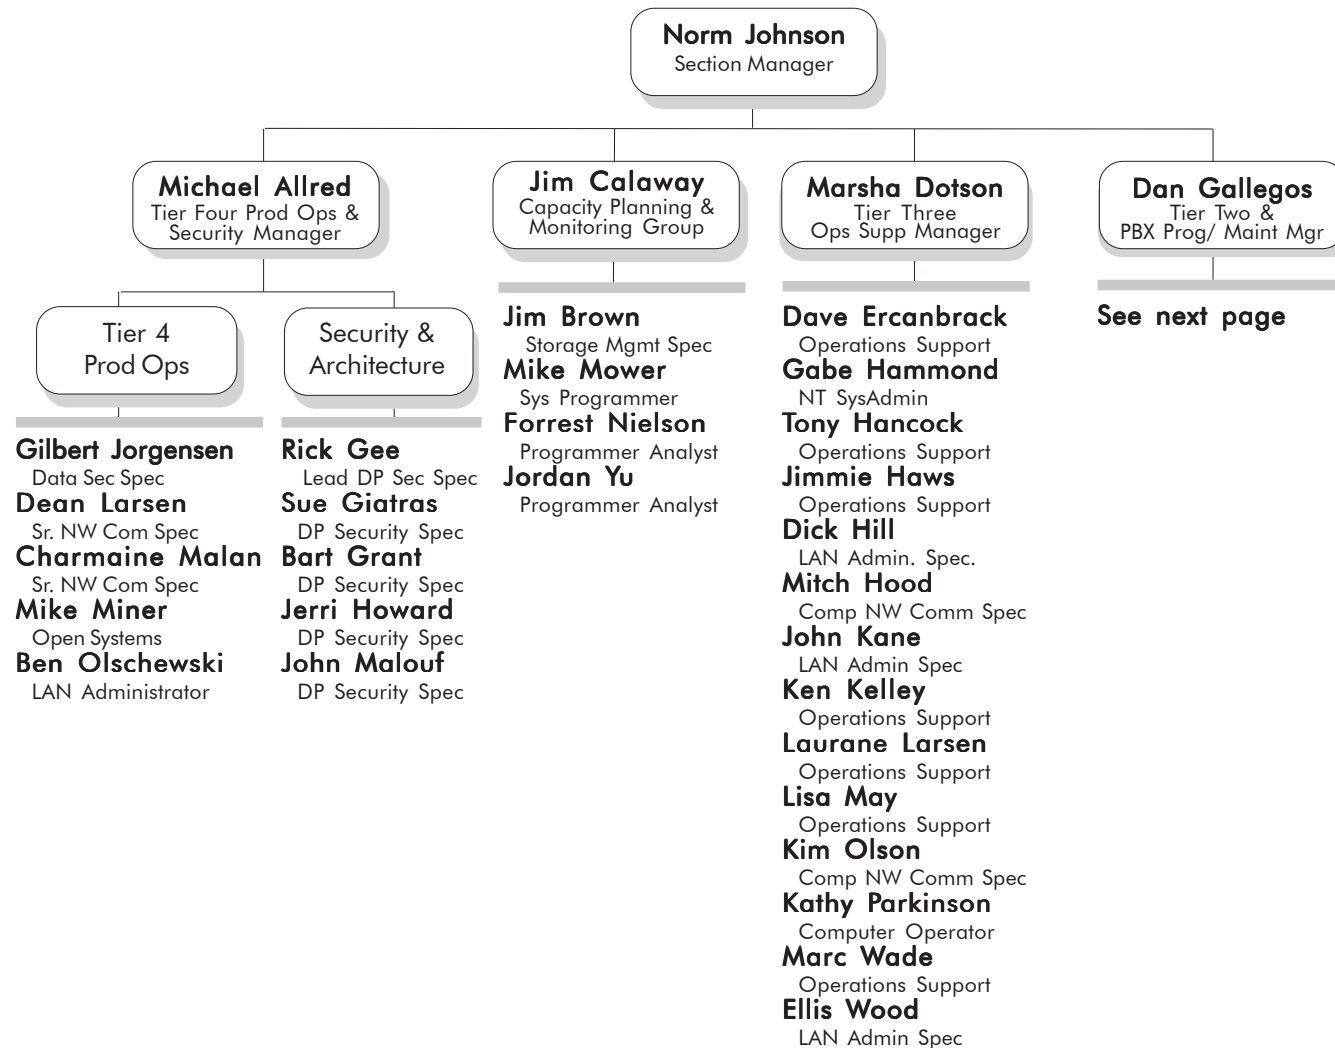 Norm Johnson
Section Manager
Michael Allred
Tier Four Prod Ops &
Security Manager
Jim Calaway
Capacity Planning &
Monitoring Group
Marsha Dotson
Tier Three
Ops Supp Manager
Dan Gallegos
Tier Two &
PBX Prog/ Maint Mgr
Tier 4
Prod Ops
Gilbert Jorgensen
Data Sec Spec
Dean Larsen
Sr. NW Com Spec
Charmaine Malan
Sr. NW Com Spec
Mike Miner
Open Systems
Ben Olschewski
LAN Administrator
Security &
Architecture
Rick Gee
Lead DP Sec Spec
Sue Giatras
DP Security Spec
Bart Grant
DP Security Spec
Jerri Howard
DP Security Spec
John Malouf
DP Security Spec
Jim Brown
Storage Mgmt Spec
Mike Mower
Sys Programmer
Forrest Nielson
Programmer Analyst
Jordan Yu
Programmer Analyst
Dave Ercanbrack
Operations Support
Gabe Hammond
NT SysAdmin
Tony Hancock
Operations Support
Jimmie Haws
Operations Support
Dick Hill
LAN Admin. Spec.
Mitch Hood
Comp NW Comm Spec
John Kane
LAN Admin Spec
Ken Kelley
Operations Support
Laurane Larsen
Operations Support
Lisa May
Operations Support
Kim Olson
Comp NW Comm Spec
Kathy Parkinson
Computer Operator
Marc Wade
Operations Support
Ellis Wood
LAN Admin Spec
See next page